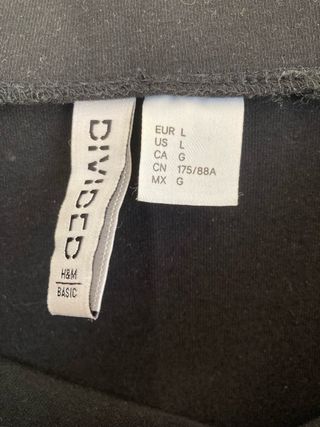 DIVIDED
H&M
BASIC
EUR L
US L
CA G
CN 175/88A
MX G